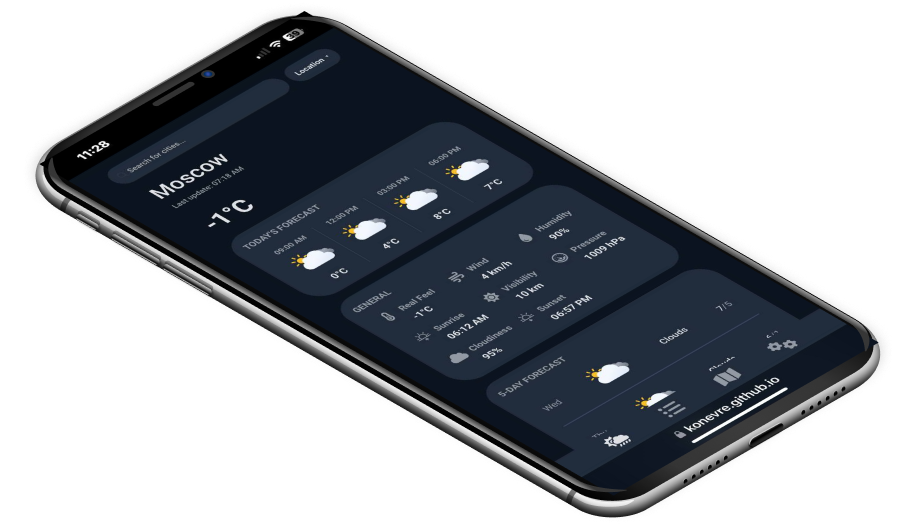 11:28
29
Search for cities...
Location
Moscow
Last update: 07:18 AM
-1°C
TODAY'S FORECAST
09:00 AM 12:00 PM 03:00 PM 06:00 PM
0°C 4°C 8°C 7°C
GENERAL
Real Feel
-1°C
Wind
4 km/h
Humidity
90%
Sunrise
06:12 AM
Visibility
10 km
Pressure
1009 hPa
Cloudiness
95%
Sunset
06:57 PM
5-DAY FORECAST
Wed Clouds 7/5
Clouds
konevre.github.io